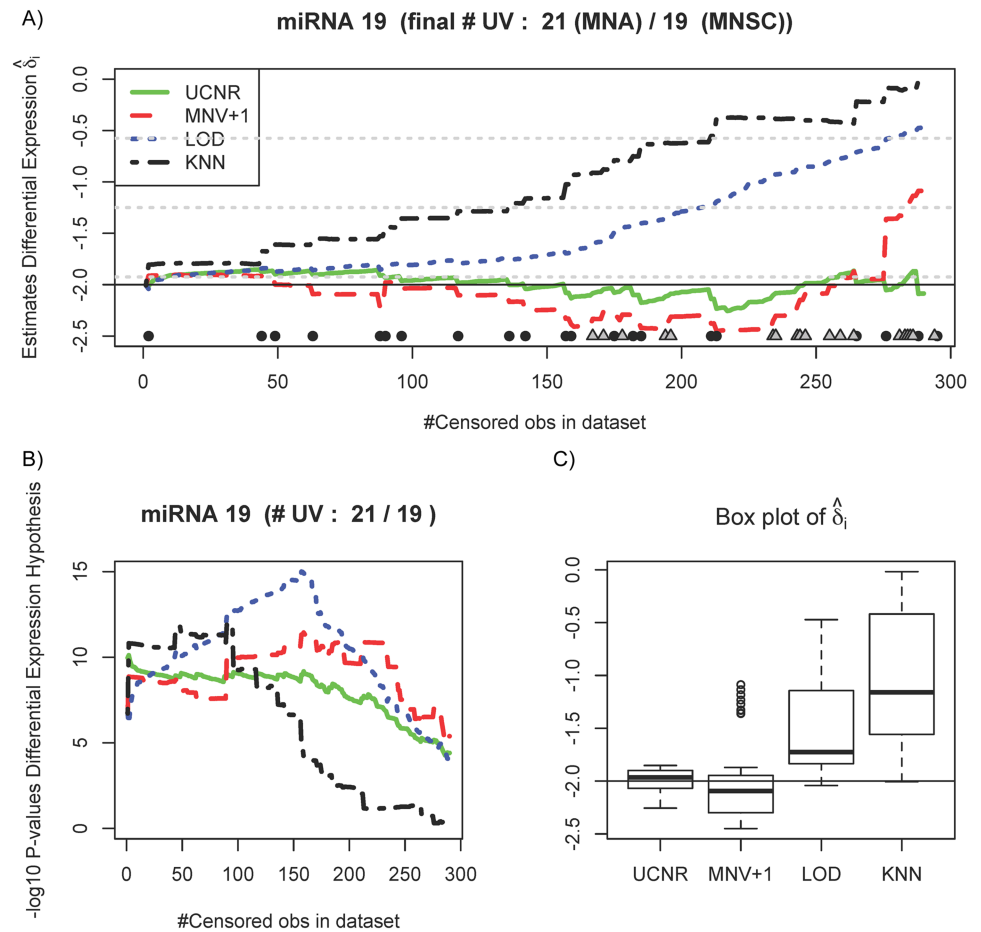 A)
miRNA 19 (final # UV : 21 (MNA) / 19 (MNSC))
Estimates Differential Expression δ̂i
0.0
-0.5
-1.0
-1.5
-2.0
-2.5
UCNR
MNV+1
LOD
KNN
0 50 100 150 200 250 300
#Censored obs in dataset
B)
miRNA 19 (# UV : 21 / 19 )
-log10 P-values Differential Expression Hypothesis
15
10
5
0
0 50 100 150 200 250 300
#Censored obs in dataset
C)
Box plot of δ̂i
0.0
-0.5
-1.0
-1.5
-2.0
-2.5
UCNR MNV+1 LOD KNN